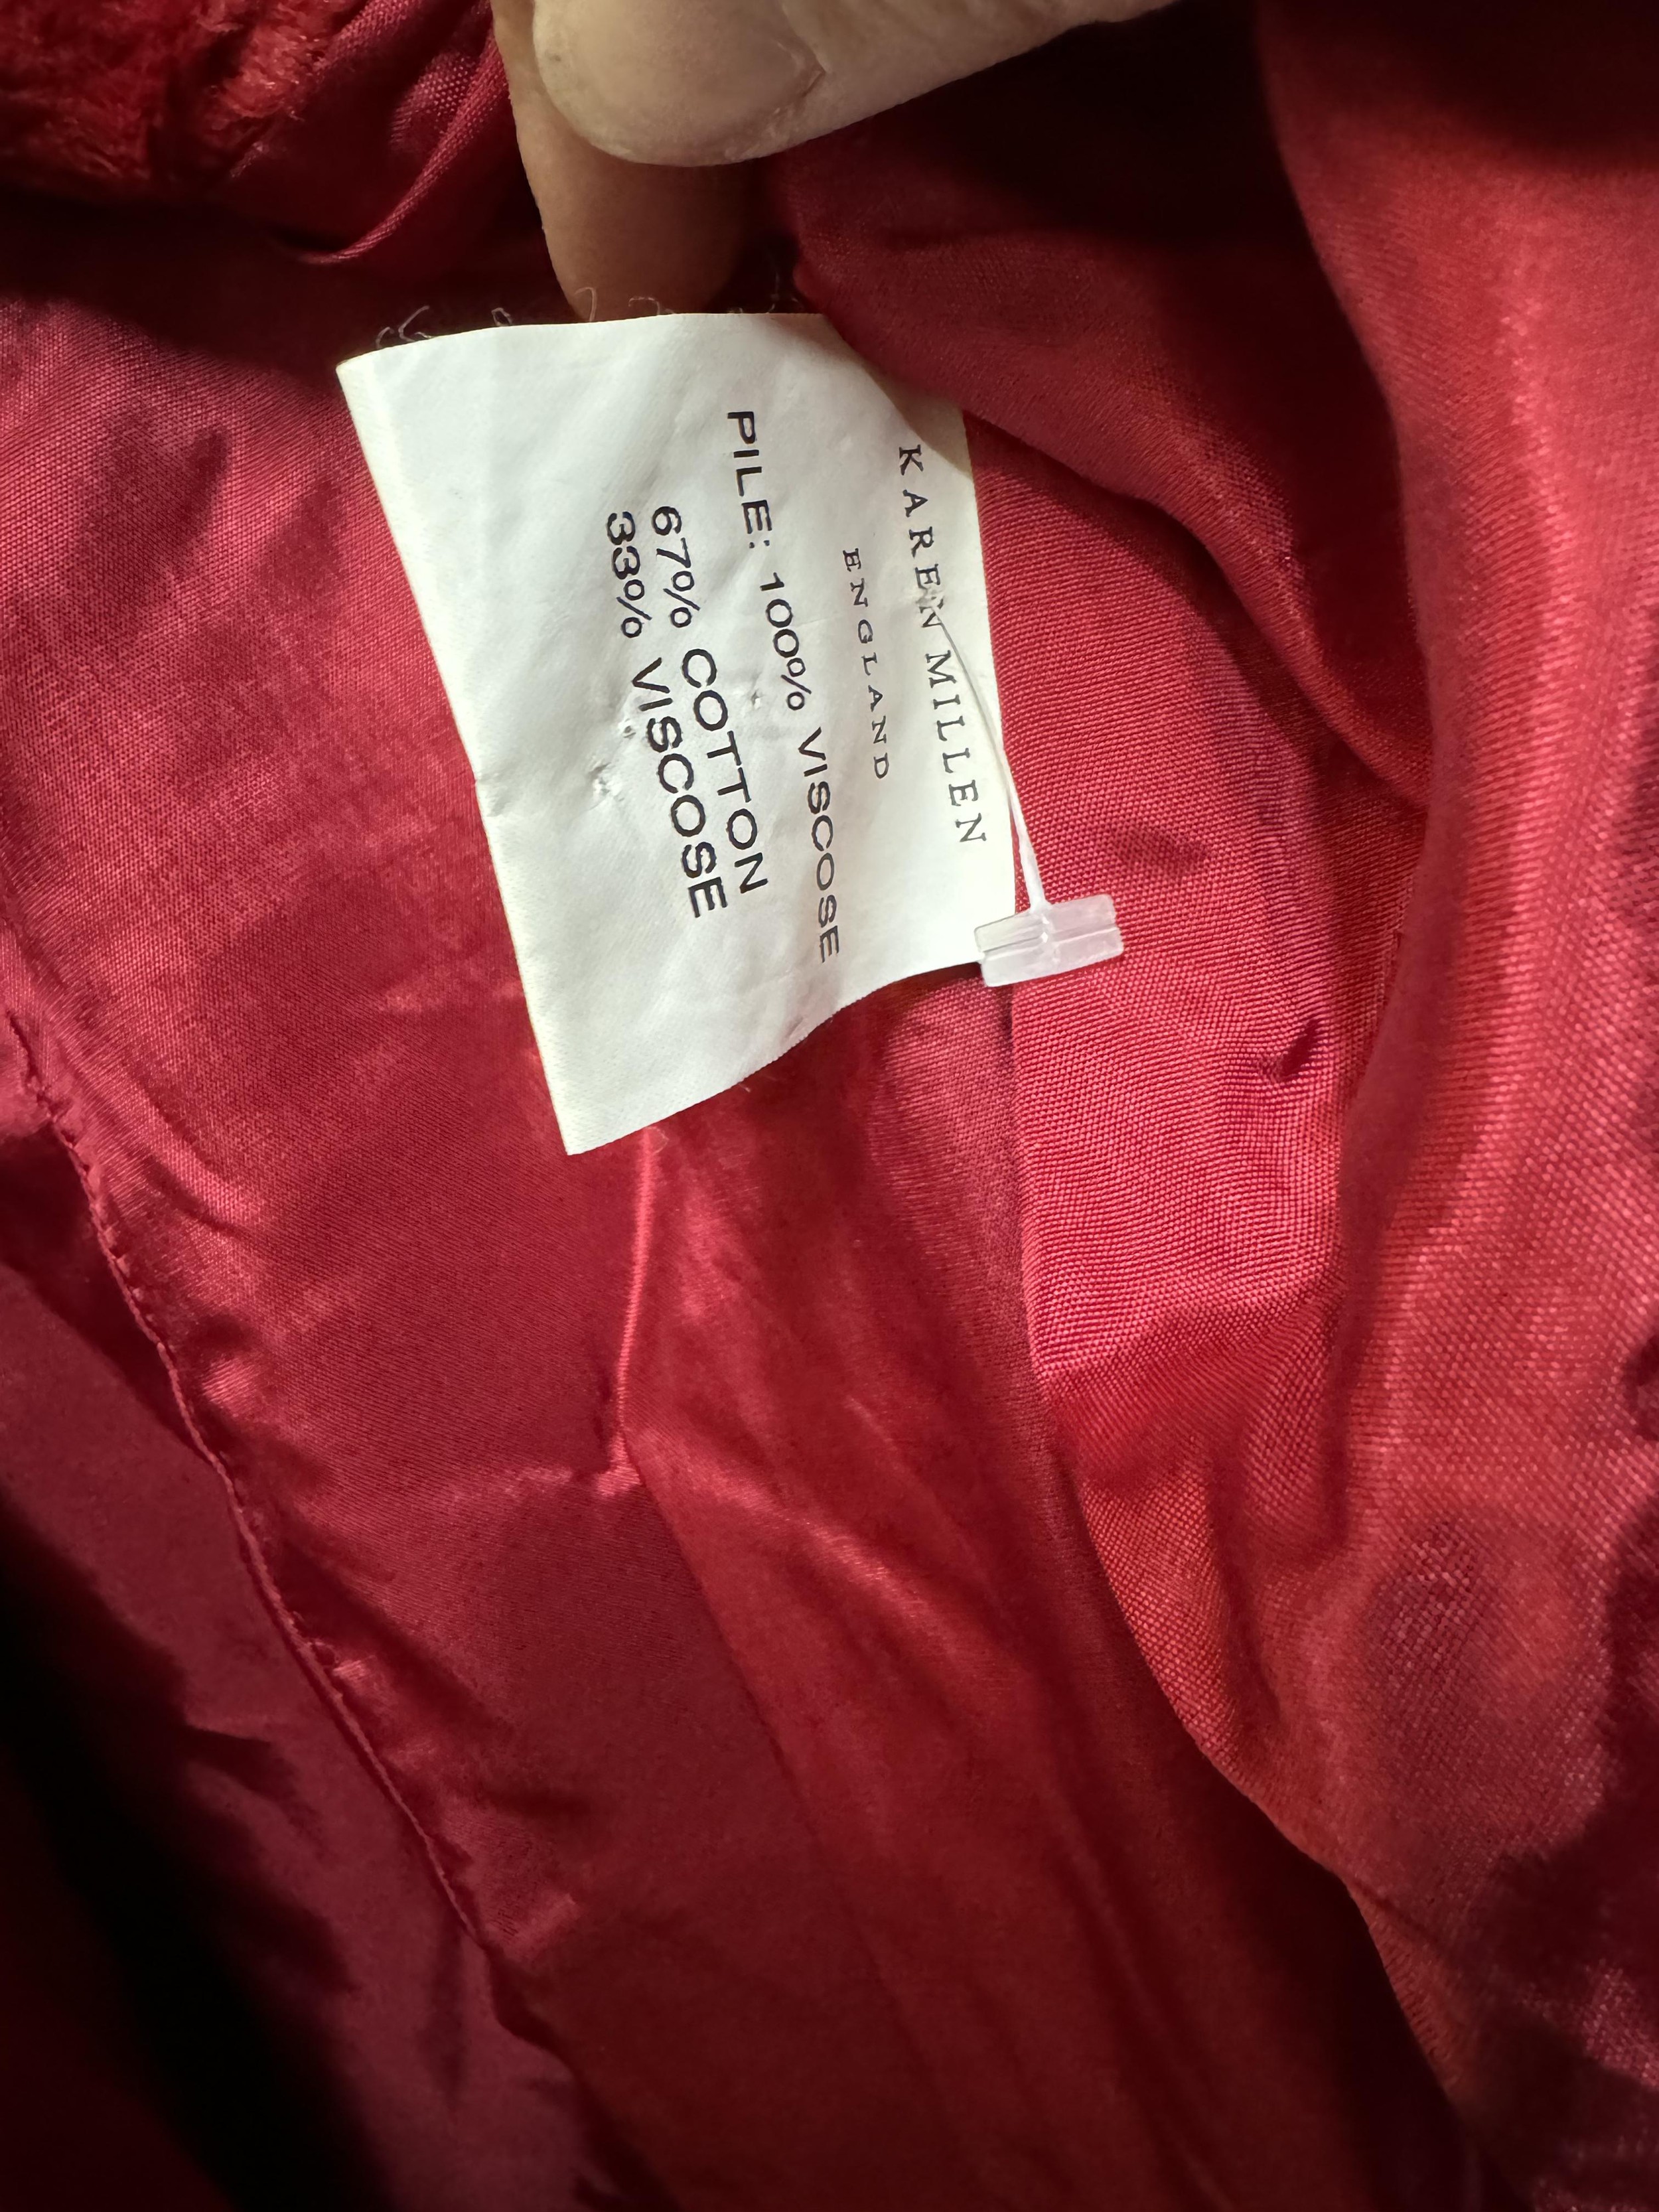 KAREN MILLEN
ENGLAND
PILE: 100% VISCOSE
67% COTTON
33% VISCOSE